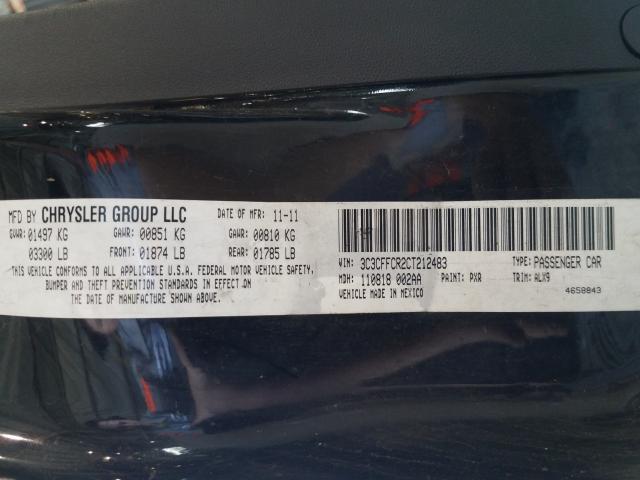 MFD BY CHRYSLER GROUP LLC DATE OF MFR: 11-11
GVWR: 01497 KG GAWR: 00851 KG GAWR: 00810 KG
03300 LB FRONT: 01874 LB REAR: 01785 LB
THIS VEHICLE CONFORMS TO ALL APPLICABLE U.S.A. FEDERAL MOTOR VEHICLE SAFETY,
BUMPER AND THEFT PREVENTION STANDARDS IN EFFECT ON
THE DATE OF MANUFACTURE SHOWN ABOVE.
VIN: 3C3CFFCR2CT212483 TYPE: PASSENGER CAR
MDH: 110818 002AA PAINT: PXR TRIM: ALX9
VEHICLE MADE IN MEXICO 4658843